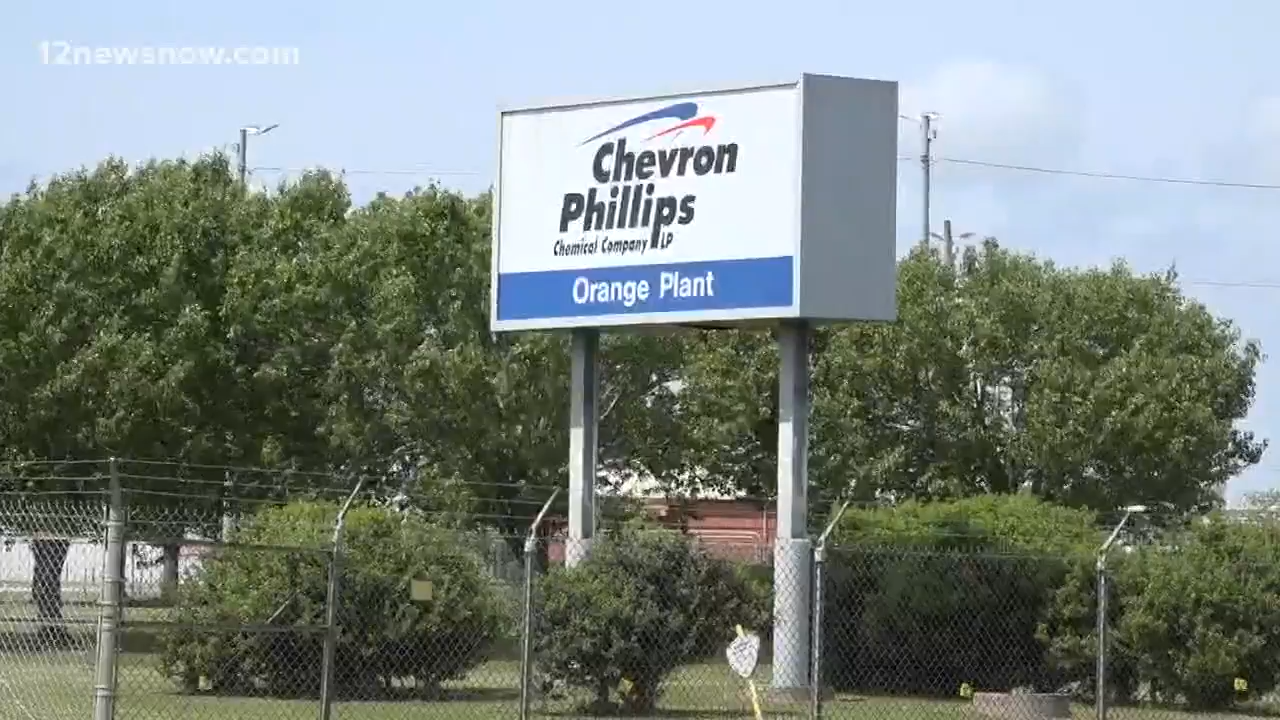 12newsnow.com
Chevron
Phillips
Chemical Company LP
Orange Plant